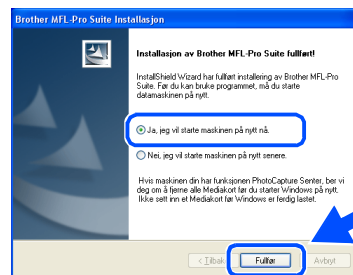 Brother MFL-Pro Suite Installasjon
Installasjon av Brother MFL-Pro Suite fullført!
InstallShield Wizard har fullført installering av Brother MFL-Pro
Suite. Før du kan bruke programmet, må du starte
datamaskinen på nytt.
Ja, jeg vil starte maskinen på nytt nå.
Nei, jeg vil starte maskinen på nytt senere.
Hvis maskinen din har funksjonen PhotoCapture Center, ber vi
deg om å fjerne alle Mediakort før du starter Windows på nytt.
Ikke sett inn et Mediakort før Windows er ferdig lastet.
< Tilbak Fullfør Avbryt